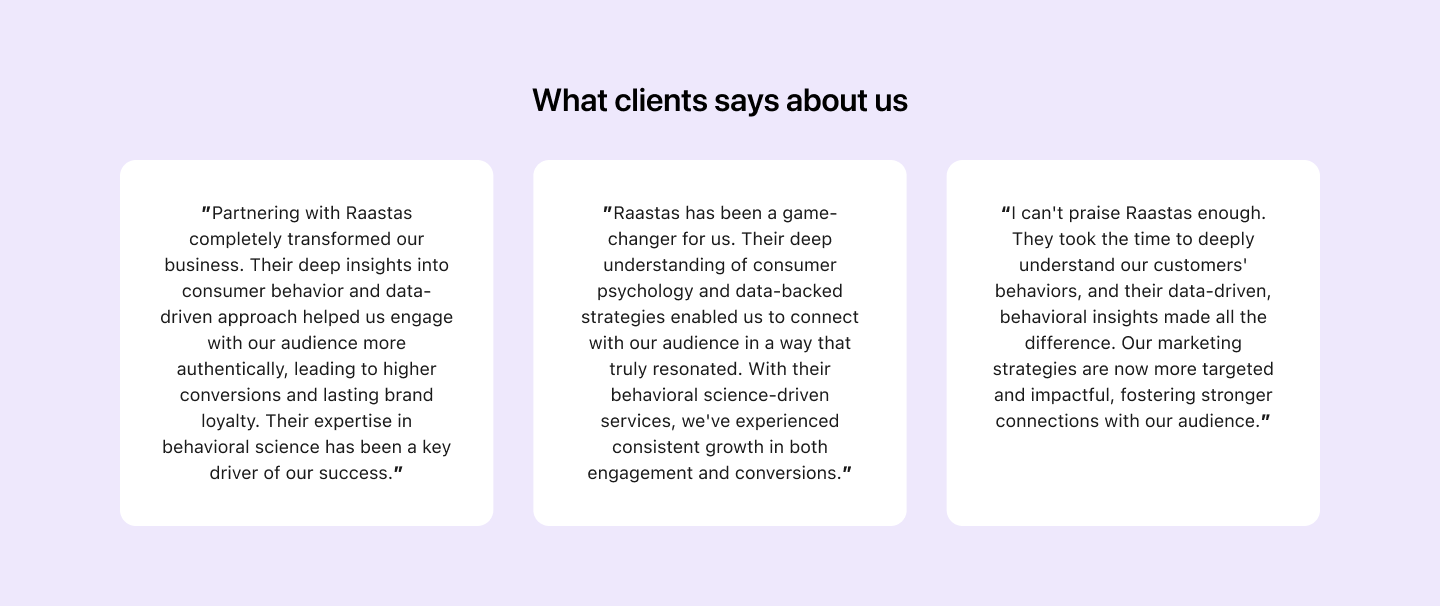 What clients says about us
"Partnering with Raastas
completely transformed our
business. Their deep insights into
consumer behavior and data-
driven approach helped us engage
with our audience more
authentically, leading to higher
conversions and lasting brand
loyalty. Their expertise in
behavioral science has been a key
driver of our success."
"Raastas has been a game-
changer for us. Their deep
understanding of consumer
psychology and data-backed
strategies enabled us to connect
with our audience in a way that
truly resonated. With their
behavioral science-driven
services, we've experienced
consistent growth in both
engagement and conversions."
“I can't praise Raastas enough.
They took the time to deeply
understand our customers'
behaviors, and their data-driven,
behavioral insights made all the
difference. Our marketing
strategies are now more targeted
and impactful, fostering stronger
connections with our audience."